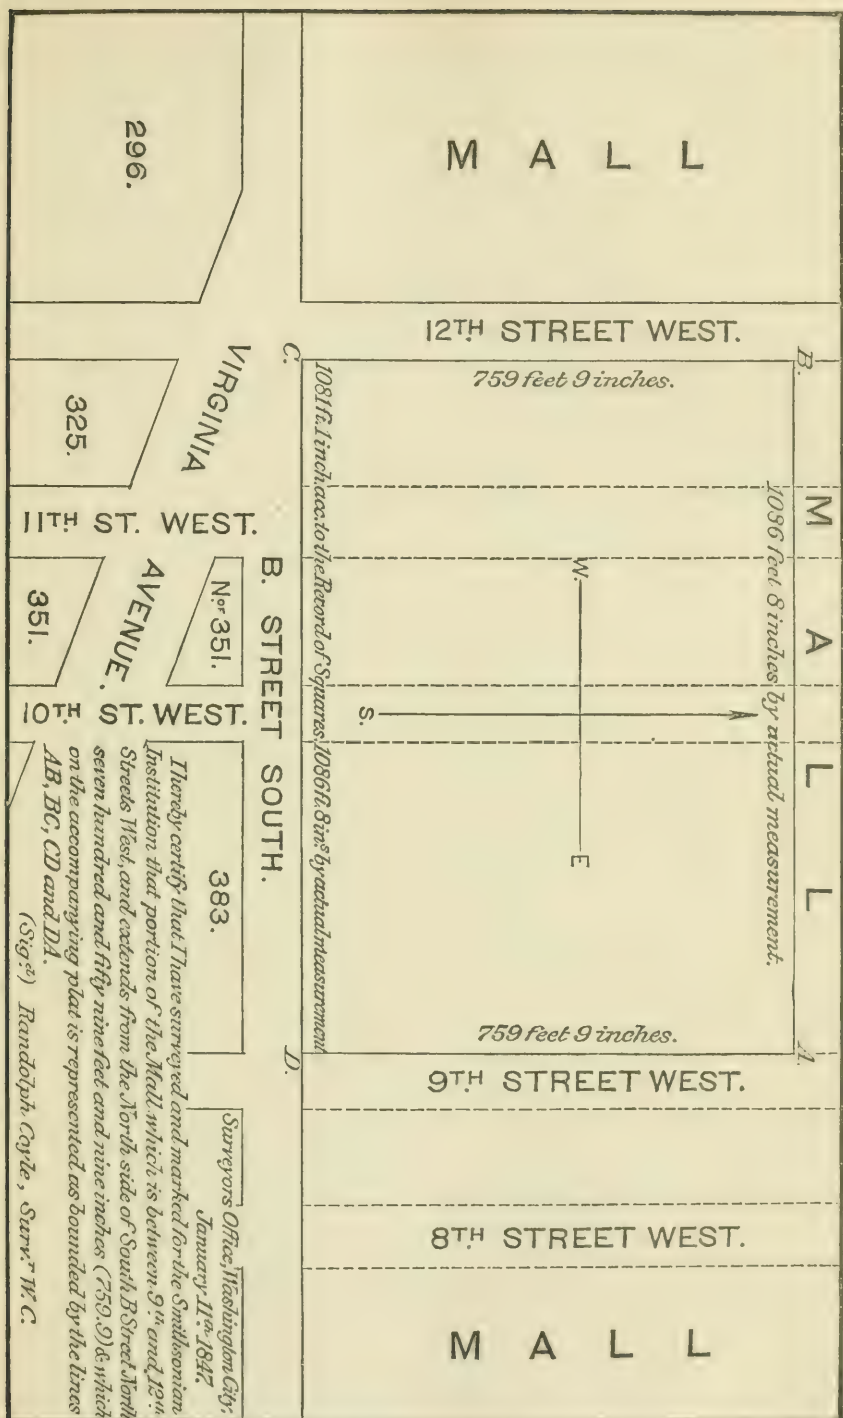 MALL
12TH STREET WEST.
B.
C.
759 feet 9 inches.
1086 feet 8 inches by actual measurement.
1081 ft. 1 inch, acc. to the Record of Squares, 1086 ft. 8 ins by actual measurement
MALL
W.
E
S.
A.
D.
759 feet 9 inches.
9TH STREET WEST.
8TH STREET WEST.
MALL
296.
VIRGINIA
AVENUE.
325.
11TH ST. WEST.
Nor 351.
351.
10TH ST. WEST.
B. STREET SOUTH.
383.
Surveyors Office, Washington City,
January 11th 1847.
I hereby certify that I have surveyed and marked for the Smithsonian
Institution that portion of the Mall which is between 9th and 12th
Streets West, and extends from the North side of South B Street North
seven hundred and fifty nine feet and nine inches (759.9) & which
on the accompanying plat is represented as bounded by the lines
AB, BC, CD and DA.
(Sigd) Randolph Coyle, Survr W.C.